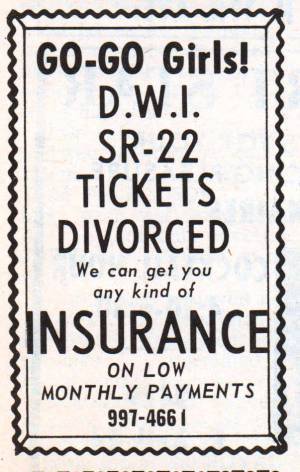 GO-GO Girls!
D.W.I.
SR-22
TICKETS
DIVORCED
We can get you
any kind of
INSURANCE
ON LOW
MONTHLY PAYMENTS
997-4661